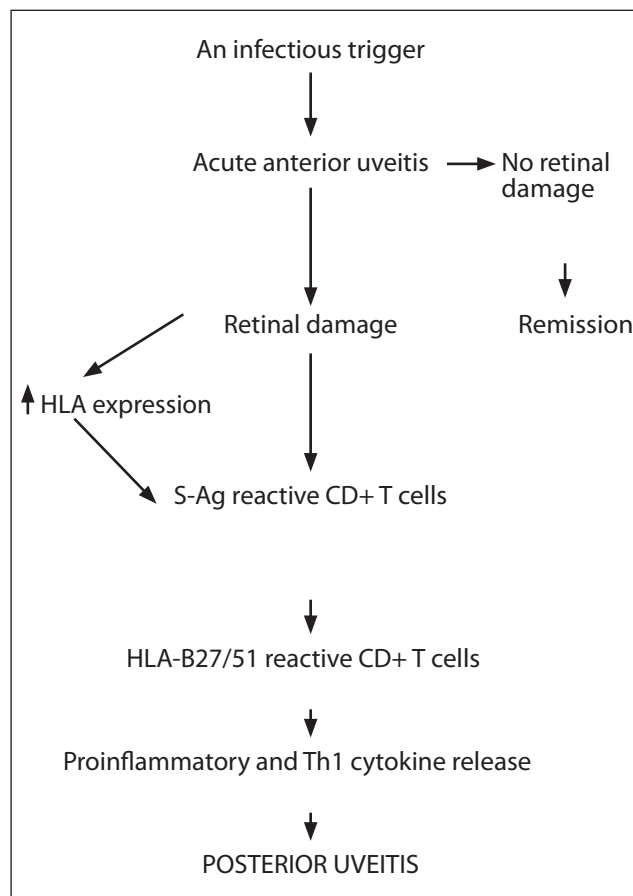 An infectious trigger
Acute anterior uveitis
No retinal
damage
Retinal damage
Remission
HLA expression
S-Ag reactive CD+ T cells
HLA-B27/51 reactive CD+ T cells
Proinflammatory and Th1 cytokine release
POSTERIOR UVEITIS